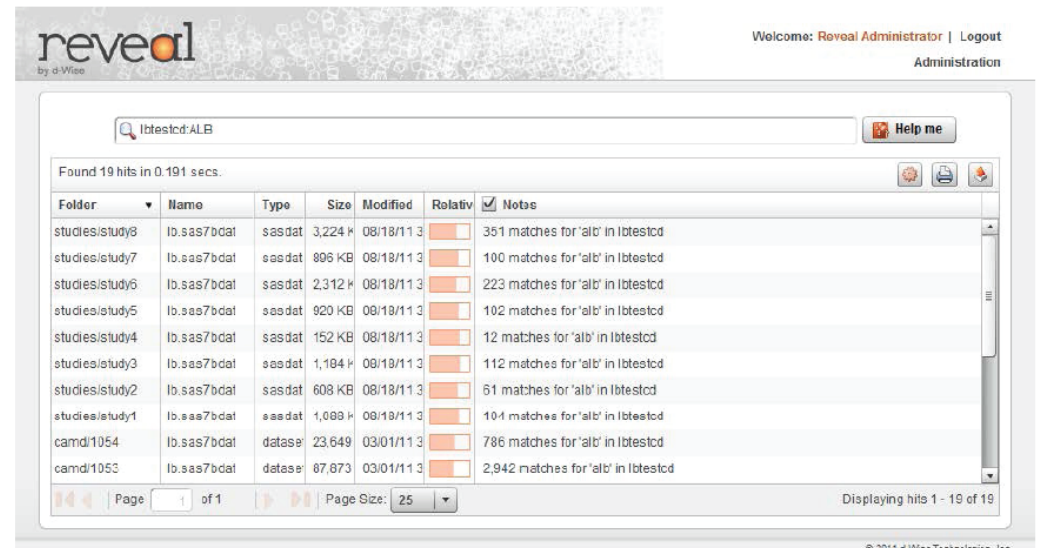 reveal
by d-Wise
Welcome: Reveal Administrator | Logout
Administration
lbtestcd:ALB
Help me
Found 19 hits in 0.191 secs.
Folder Name Type Size Modified Relativ Notes
studies/study8 lb.sas7bdat sasdat 3,224 K 08/18/11 3 351 matches for 'alb' in lbtestcd
studies/study7 lb.sas7bdat sasdat 896 KB 08/18/11 3 100 matches for 'alb' in lbtestcd
studies/study6 lb.sas7bdat sasdat 2,312 K 08/18/11 3 223 matches for 'alb' in lbtestcd
studies/study5 lb.sas7bdat sasdat 920 KB 08/18/11 3 102 matches for 'alb' in lbtestcd
studies/study4 lb.sas7bdat sasdat 152 KB 08/18/11 3 12 matches for 'alb' in lbtestcd
studies/study3 lb.sas7bdat sasdat 1,184 K 08/18/11 3 112 matches for 'alb' in lbtestcd
studies/study2 lb.sas7bdat sasdat 608 KB 08/18/11 3 61 matches for 'alb' in lbtestcd
studies/study1 lb.sas7bdat sasdat 1,088 K 08/18/11 3 104 matches for 'alb' in lbtestcd
camd/1054 lb.sas7bdat dataset 23,649 03/01/11 3 786 matches for 'alb' in lbtestcd
camd/1053 lb.sas7bdat dataset 87,873 03/01/11 3 2,942 matches for 'alb' in lbtestcd
Page 1 of 1 Page Size: 25 Displaying hits 1 - 19 of 19